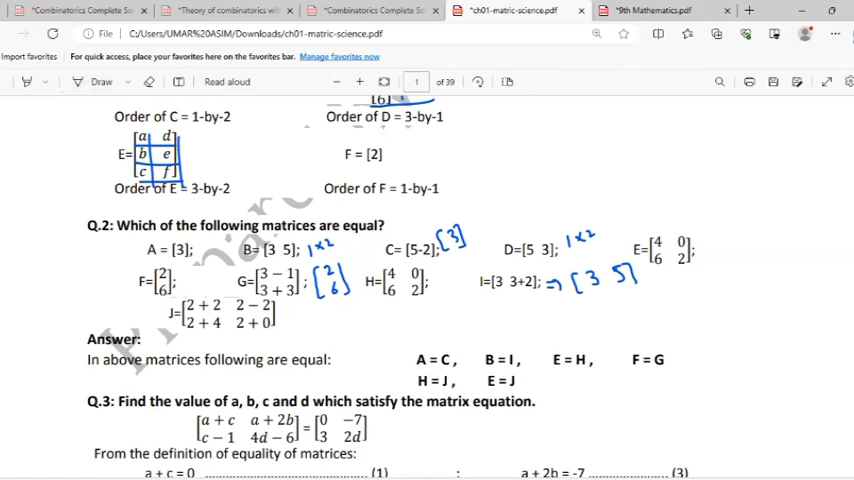 *Combinatorics Complete So
*Theory of combinatorics wit
*Combinatorics Complete So
*ch01-matric-science.pdf
*9th Mathematics.pdf
File | C:/Users/UMAR%20ASIM/Downloads/ch01-matric-science.pdf
Import favorites | For quick access, place your favorites here on the favorites bar. Manage favorites now
Draw | Read aloud 1 of 39
[6]
Order of C = 1-by-2 Order of D = 3-by-1
E=[a d; b e; c f] F = [2]
Order of E = 3-by-2 Order of F = 1-by-1
Q.2: Which of the following matrices are equal?
A = [3]; B= [3 5]; 1×2 C= [5-2]; [3] D= [5 3]; 1×2 E=[4 0; 6 2];
F=[2; 6]; G=[3 − 1; 3 + 3]; [2; 6] H=[4 0; 6 2]; I=[3 3+2]; ⇒ [3 5]
J=[2 + 2 2 − 2; 2 + 4 2 + 0]
Answer:
In above matrices following are equal: A = C, B = I, E = H, F = G
H = J, E = J
Q.3: Find the value of a, b, c and d which satisfy the matrix equation.
[a + c a + 2b; c − 1 4d − 6] = [0 −7; 3 2d]
From the definition of equality of matrices:
a + c = 0 ........ (1) : a + 2b = -7 ........ (3)